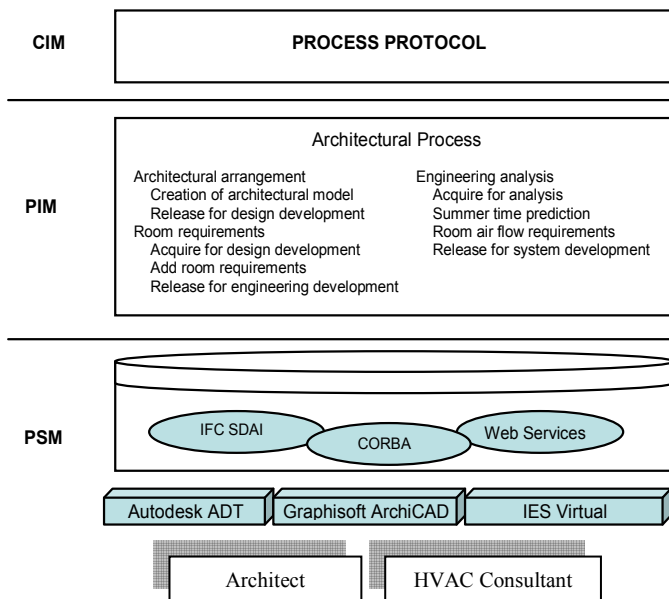 CIM
PROCESS PROTOCOL
PIM
Architectural Process
Architectural arrangement
Creation of architectural model
Release for design development
Room requirements
Acquire for design development
Add room requirements
Release for engineering development
Engineering analysis
Acquire for analysis
Summer time prediction
Room air flow requirements
Release for system development
PSM
IFC SDAI
CORBA
Web Services
Autodesk ADT
Graphisoft ArchiCAD
IES Virtual
Architect
HVAC Consultant